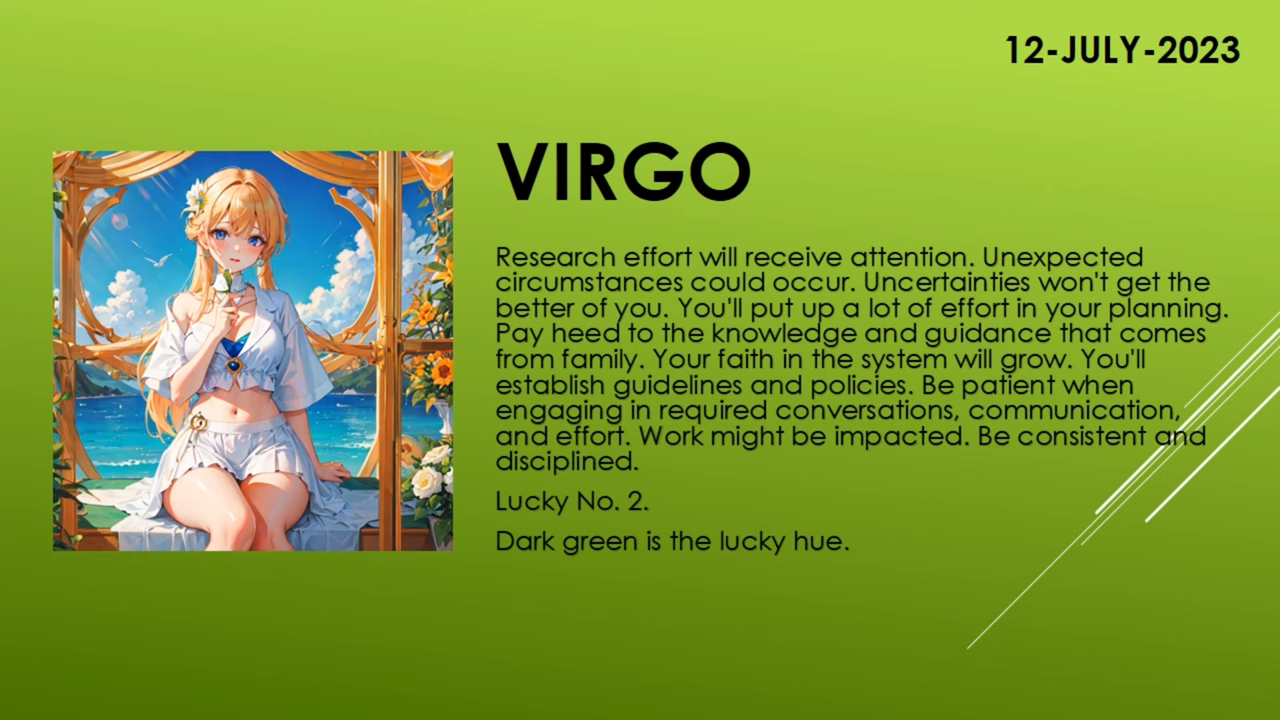 12-JULY-2023
VIRGO
Research effort will receive attention. Unexpected
circumstances could occur. Uncertainties won't get the
better of you. You'll put up a lot of effort in your planning.
Pay heed to the knowledge and guidance that comes
from family. Your faith in the system will grow. You'll
establish guidelines and policies. Be patient when
engaging in required conversations, communication,
and effort. Work might be impacted. Be consistent and
disciplined.
Lucky No. 2.
Dark green is the lucky hue.